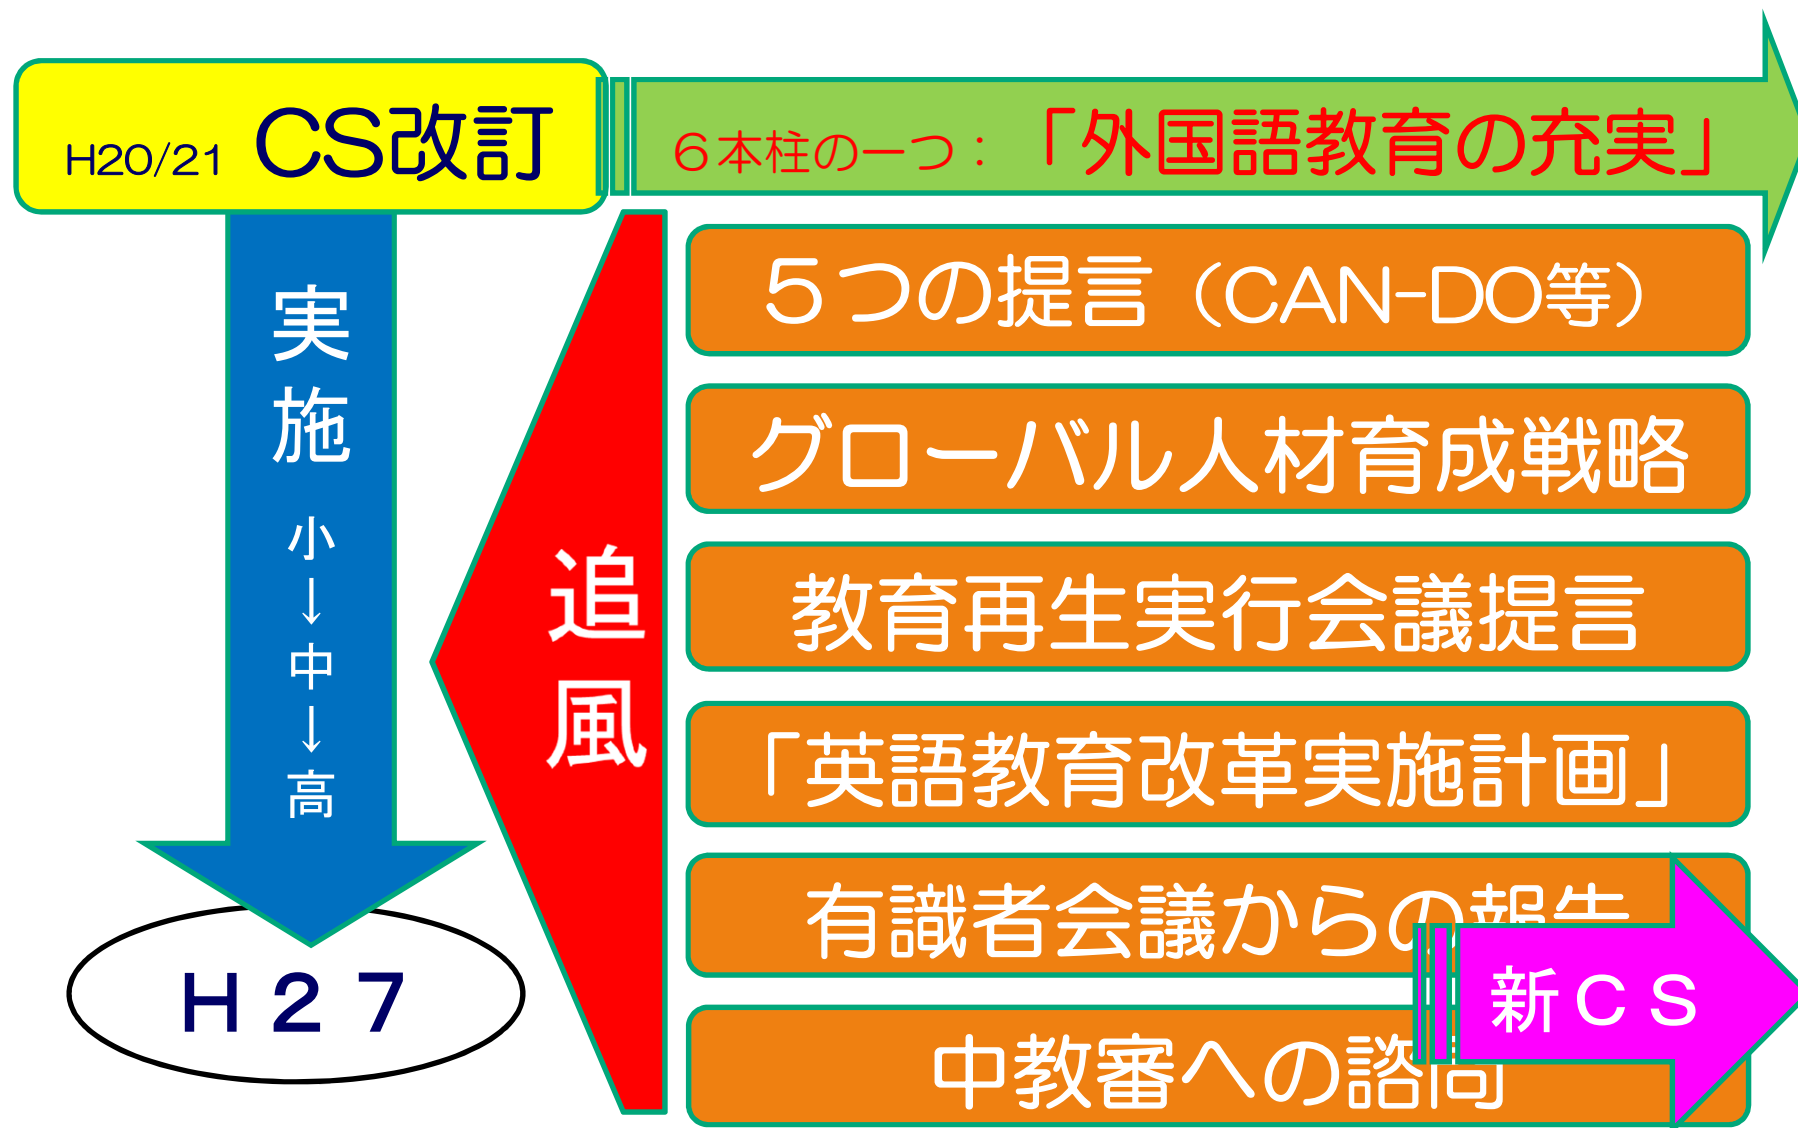 H20/21 CS改訂
６本柱の一つ：「外国語教育の充実」
実施 小→中→高
H２７
追風
５つの提言（CAN-DO等）
グローバル人材育成戦略
教育再生実行会議提言
「英語教育改革実施計画」
有識者会議からの報告
中教審への諮問
新ＣＳ